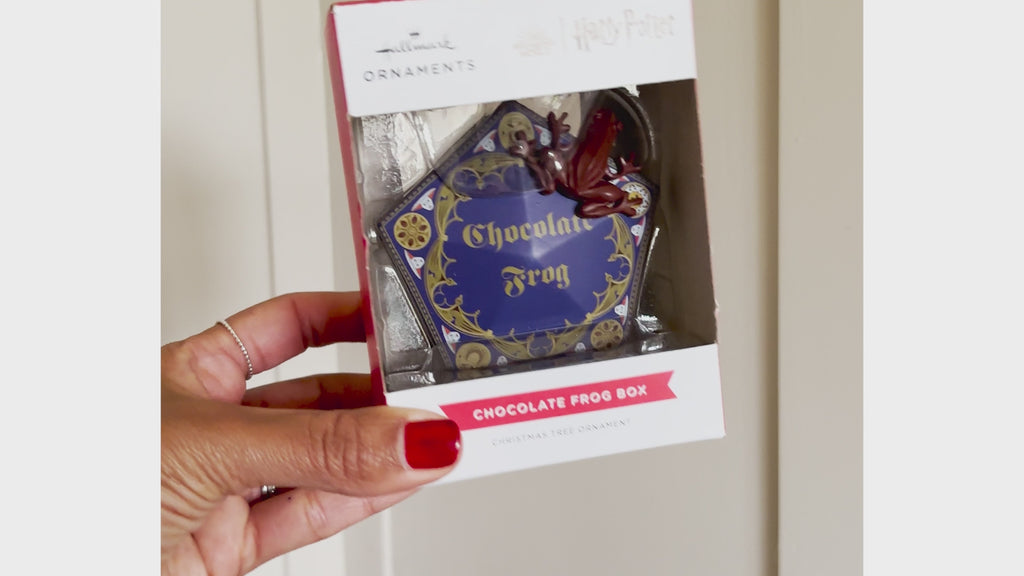 Hallmark
ORNAMENTS
Harry Potter
Chocolate
Frog
CHOCOLATE FROG BOX
CHRISTMAS TREE ORNAMENT